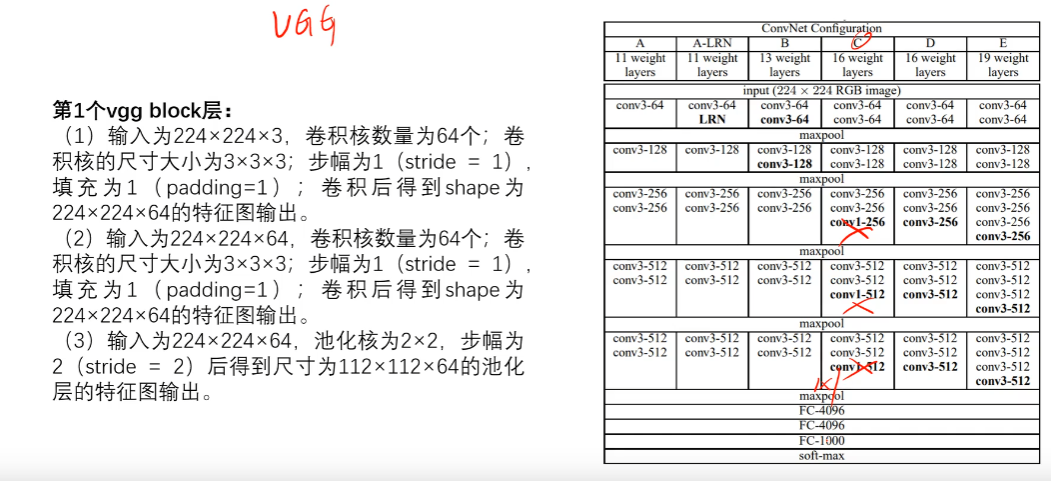 VGG
第1个vgg block层：
（1）输入为224×224×3，卷积核数量为64个；卷
积核的尺寸大小为3×3×3；步幅为1（stride = 1），
填充为1（padding=1）；卷积后得到shape为
224×224×64的特征图输出。
（2）输入为224×224×64，卷积核数量为64个；卷
积核的尺寸大小为3×3×3；步幅为1（stride = 1），
填充为1（padding=1）；卷积后得到shape为
224×224×64的特征图输出。
（3）输入为224×224×64，池化核为2×2，步幅为
2（stride = 2）后得到尺寸为112×112×64的池化
层的特征图输出。
ConvNet Configuration
A A-LRN B C D E
11 weight 11 weight 13 weight 16 weight 16 weight 19 weight
layers layers layers layers layers layers
input (224 × 224 RGB image)
conv3-64 conv3-64 conv3-64 conv3-64 conv3-64 conv3-64
LRN conv3-64 conv3-64 conv3-64 conv3-64
maxpool
conv3-128 conv3-128 conv3-128 conv3-128 conv3-128 conv3-128
conv3-128 conv3-128 conv3-128 conv3-128
maxpool
conv3-256 conv3-256 conv3-256 conv3-256 conv3-256 conv3-256
conv3-256 conv3-256 conv3-256 conv3-256 conv3-256 conv3-256
conv1-256 conv3-256 conv3-256
conv3-256
maxpool
conv3-512 conv3-512 conv3-512 conv3-512 conv3-512 conv3-512
conv3-512 conv3-512 conv3-512 conv3-512 conv3-512 conv3-512
conv1-512 conv3-512 conv3-512
conv3-512
maxpool
conv3-512 conv3-512 conv3-512 conv3-512 conv3-512 conv3-512
conv3-512 conv3-512 conv3-512 conv3-512 conv3-512 conv3-512
conv1-512 conv3-512 conv3-512
conv3-512
maxpool
FC-4096
FC-4096
FC-1000
soft-max